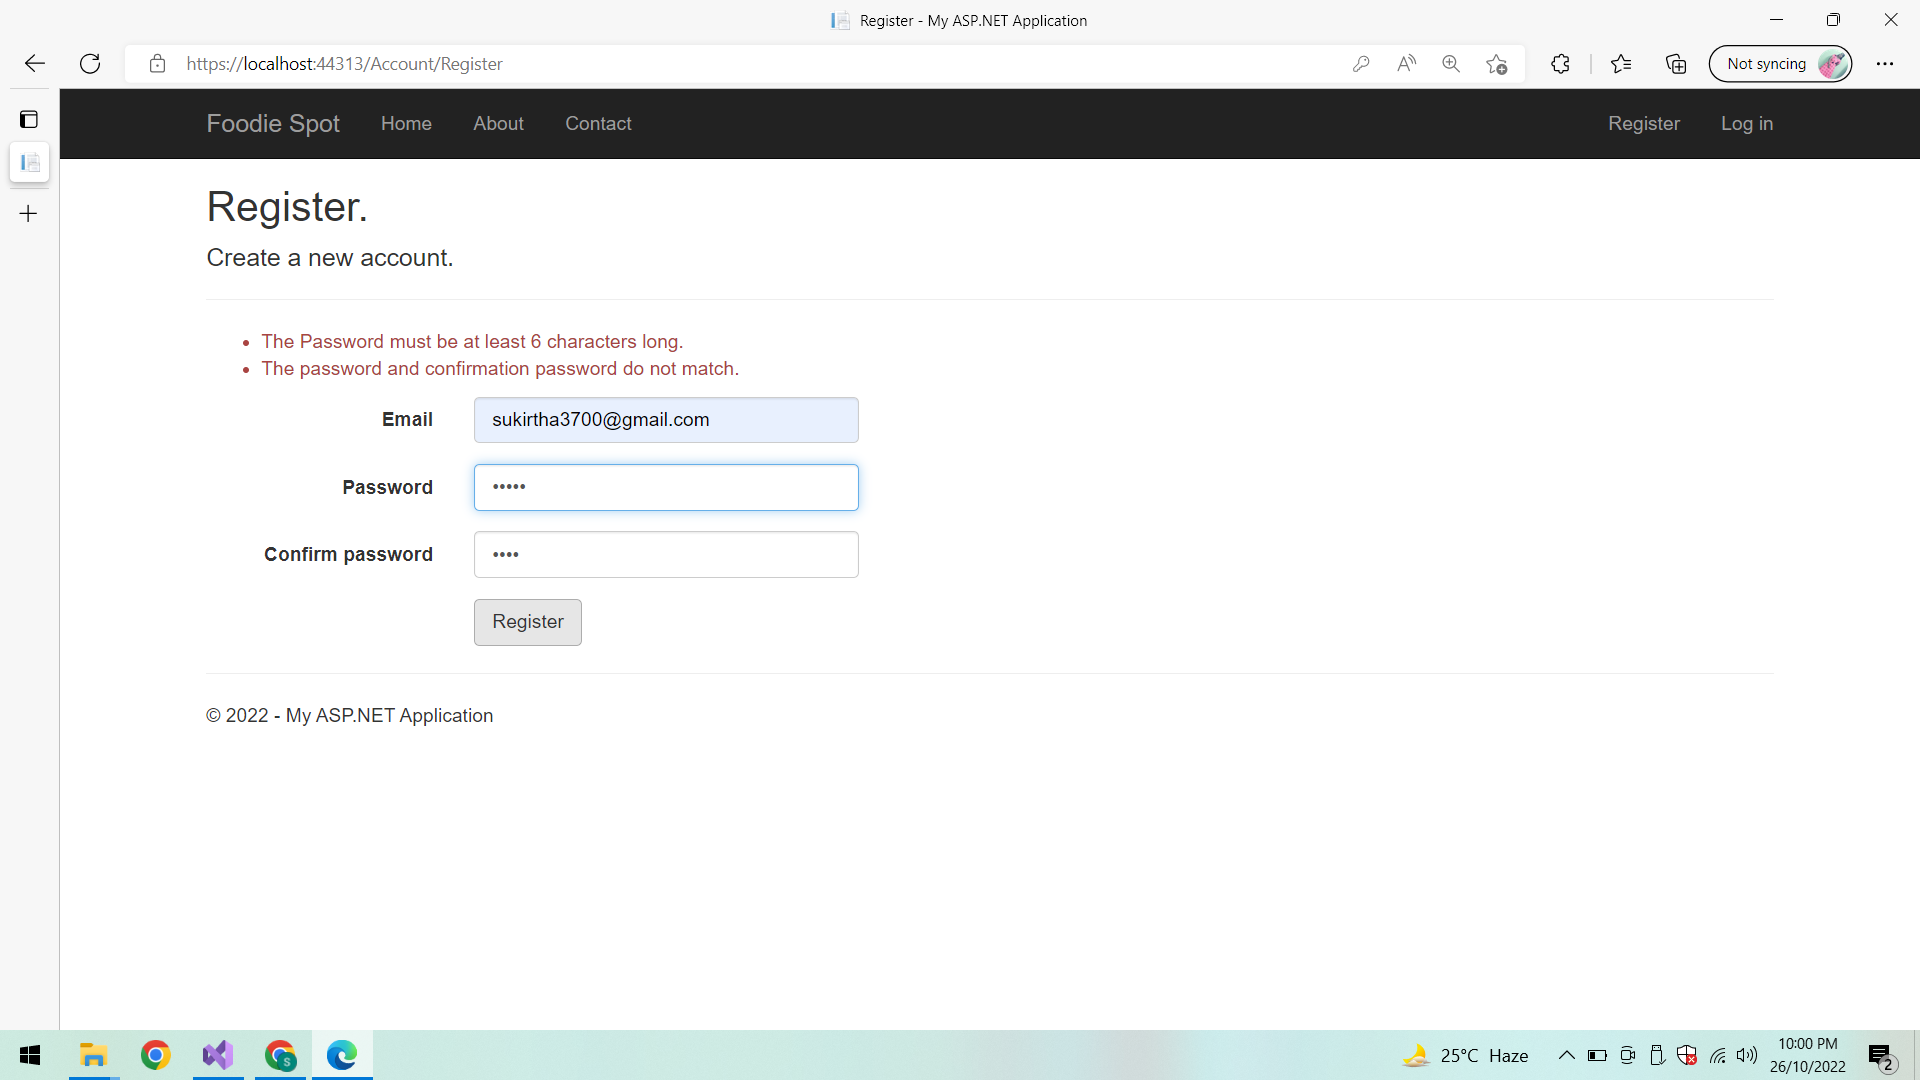 Register - My ASP.NET Application
https://localhost:44313/Account/Register
Not syncing
Foodie Spot Home About Contact Register Log in
Register.
Create a new account.
The Password must be at least 6 characters long.
The password and confirmation password do not match.
Email sukirtha3700@gmail.com
Password •••••
Confirm password ••••
Register
© 2022 - My ASP.NET Application
S
25°C Haze
10:00 PM
26/10/2022
2